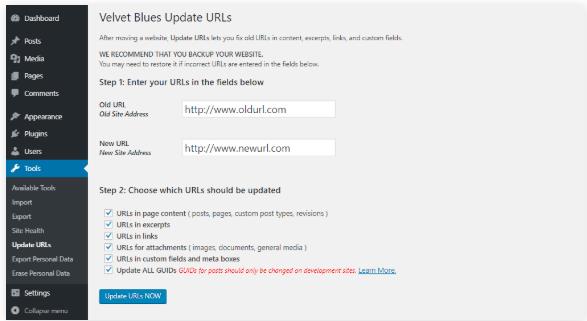 Dashboard
Posts
Media
Pages
Comments
Appearance
Plugins
Users
Tools
Available Tools
Import
Export
Site Health
Update URLs
Export Personal Data
Erase Personal Data
Settings
Collapse menu
Velvet Blues Update URLs
After moving a website, Update URLs lets you fix old URLs in content, excerpts, links, and custom fields.
WE RECOMMEND THAT YOU BACKUP YOUR WEBSITE.
You may need to restore it if incorrect URLs are entered in the fields below.
Step 1: Enter your URLs in the fields below
Old URL
Old Site Address
http://www.oldurl.com
New URL
New Site Address
http://www.newurl.com
Step 2: Choose which URLs should be updated
URLs in page content ( posts, pages, custom post types, revisions )
URLs in excerpts
URLs in links
URLs for attachments ( images, documents, general media )
URLs in custom fields and meta boxes
Update ALL GUIDs GUIDs for posts should only be changed on development sites. Learn More.
Update URLs NOW